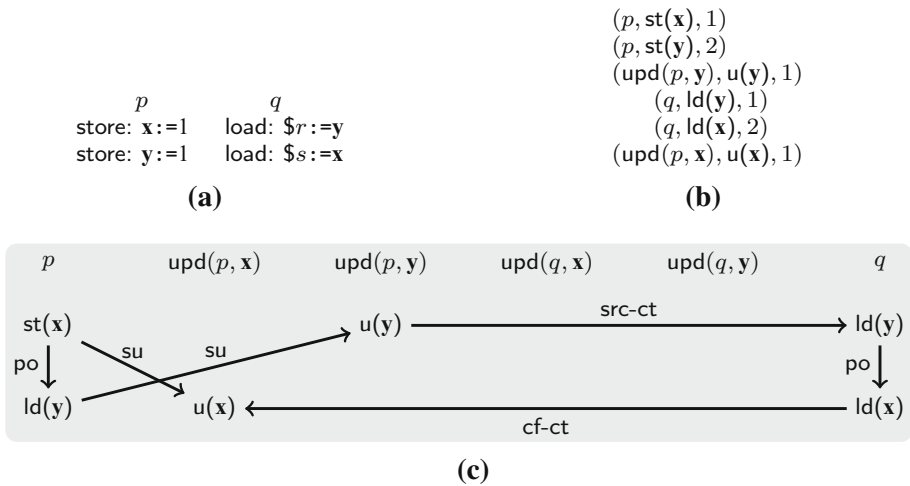 p q
store: x:=1 load: $r:=y
store: y:=1 load: $s:=x
(a)
(p, st(x), 1)
(p, st(y), 2)
(upd(p, y), u(y), 1)
(q, ld(y), 1)
(q, ld(x), 2)
(upd(p, x), u(x), 1)
(b)
p upd(p, x) upd(p, y) upd(q, x) upd(q, y) q
st(x) u(y) src-ct ld(y)
po su su po
ld(y) u(x) cf-ct ld(x)
(c)